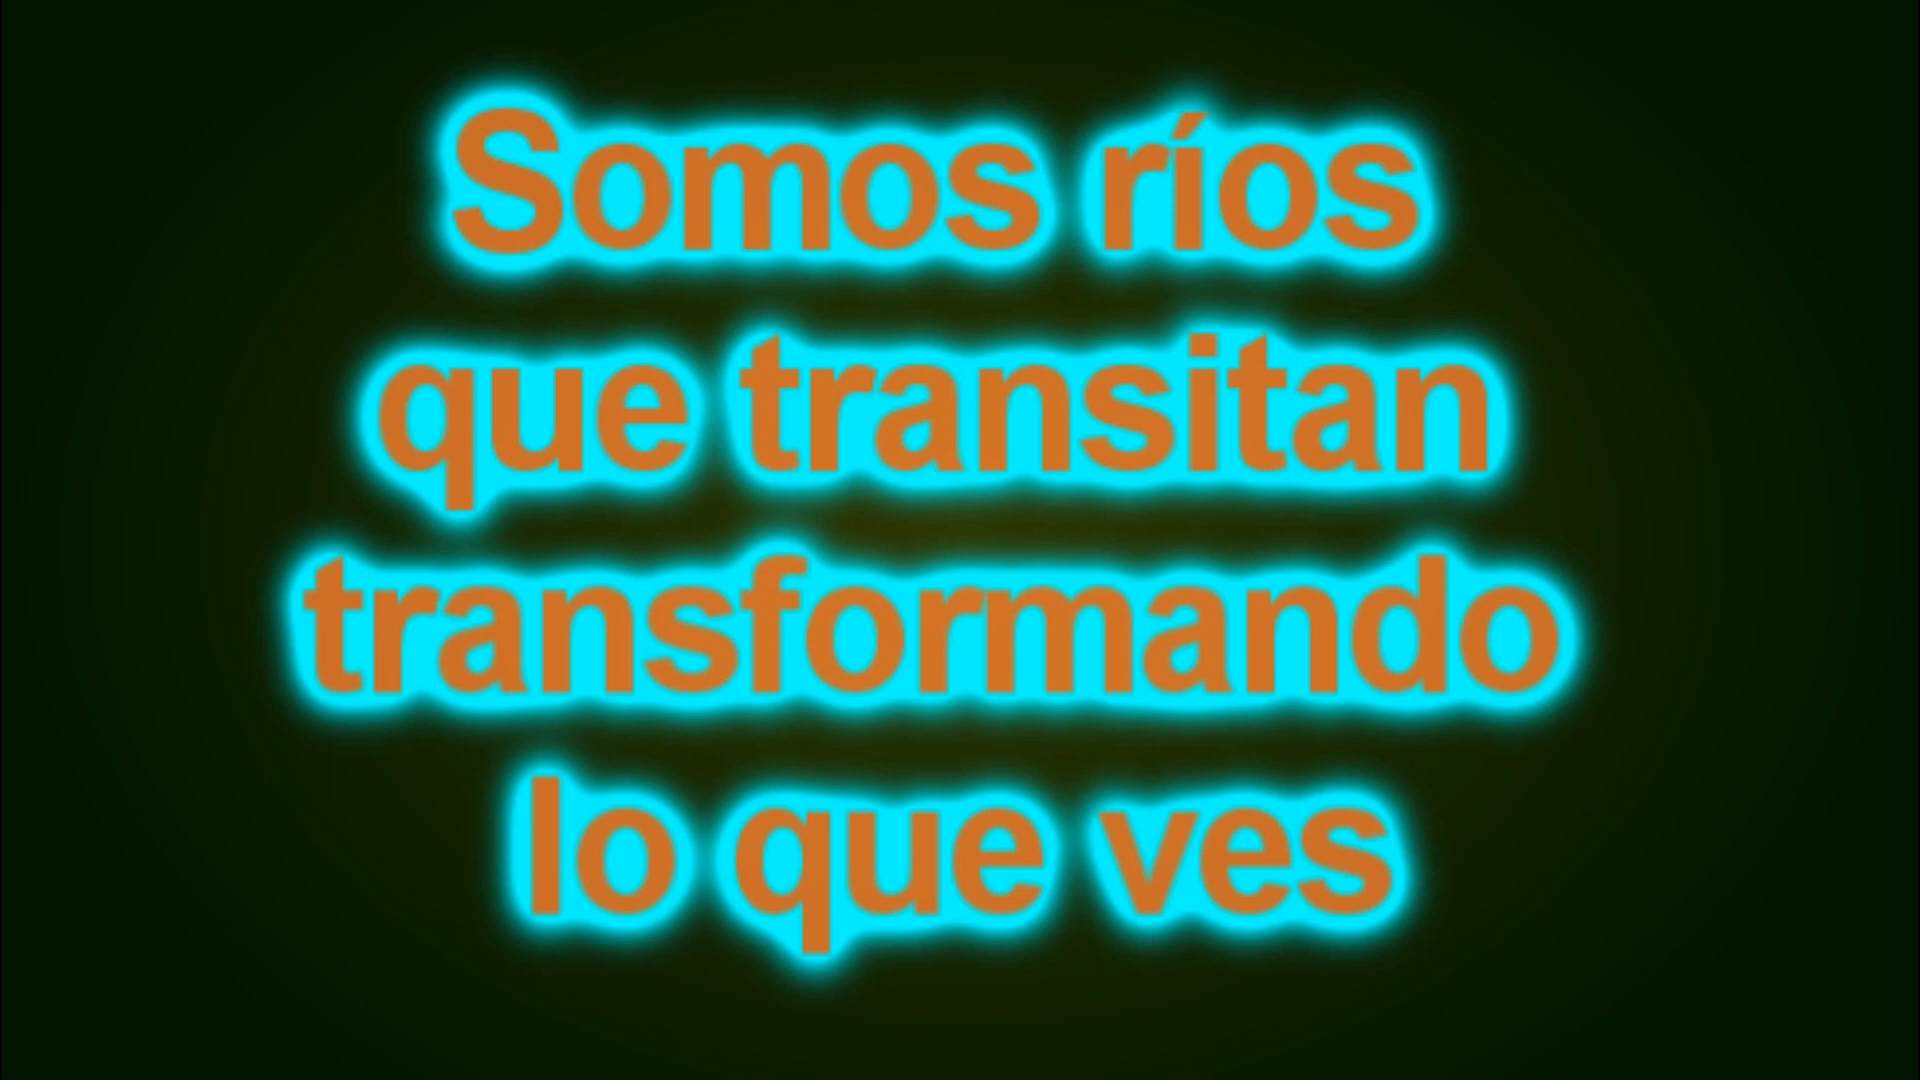 Somos ríos
que transitan
transformando
lo que ves